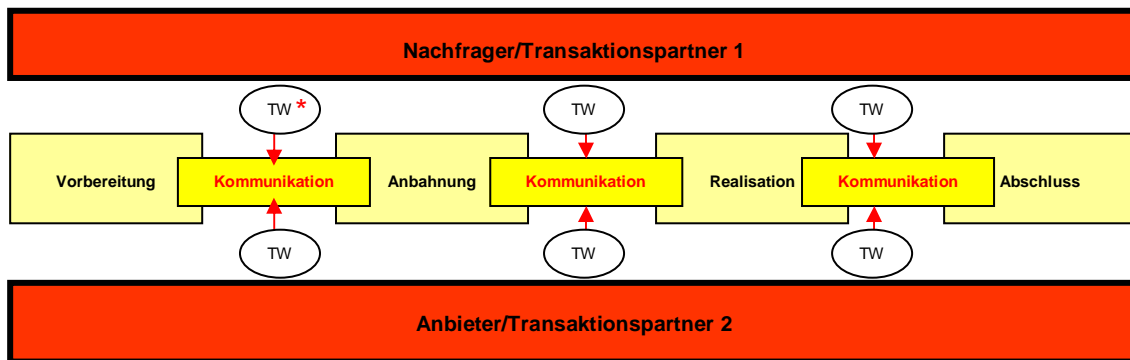 Nachfrager/Transaktionspartner 1
TW * TW TW
Vorbereitung Kommunikation Anbahnung Kommunikation Realisation Kommunikation Abschluss
TW TW TW
Anbieter/Transaktionspartner 2